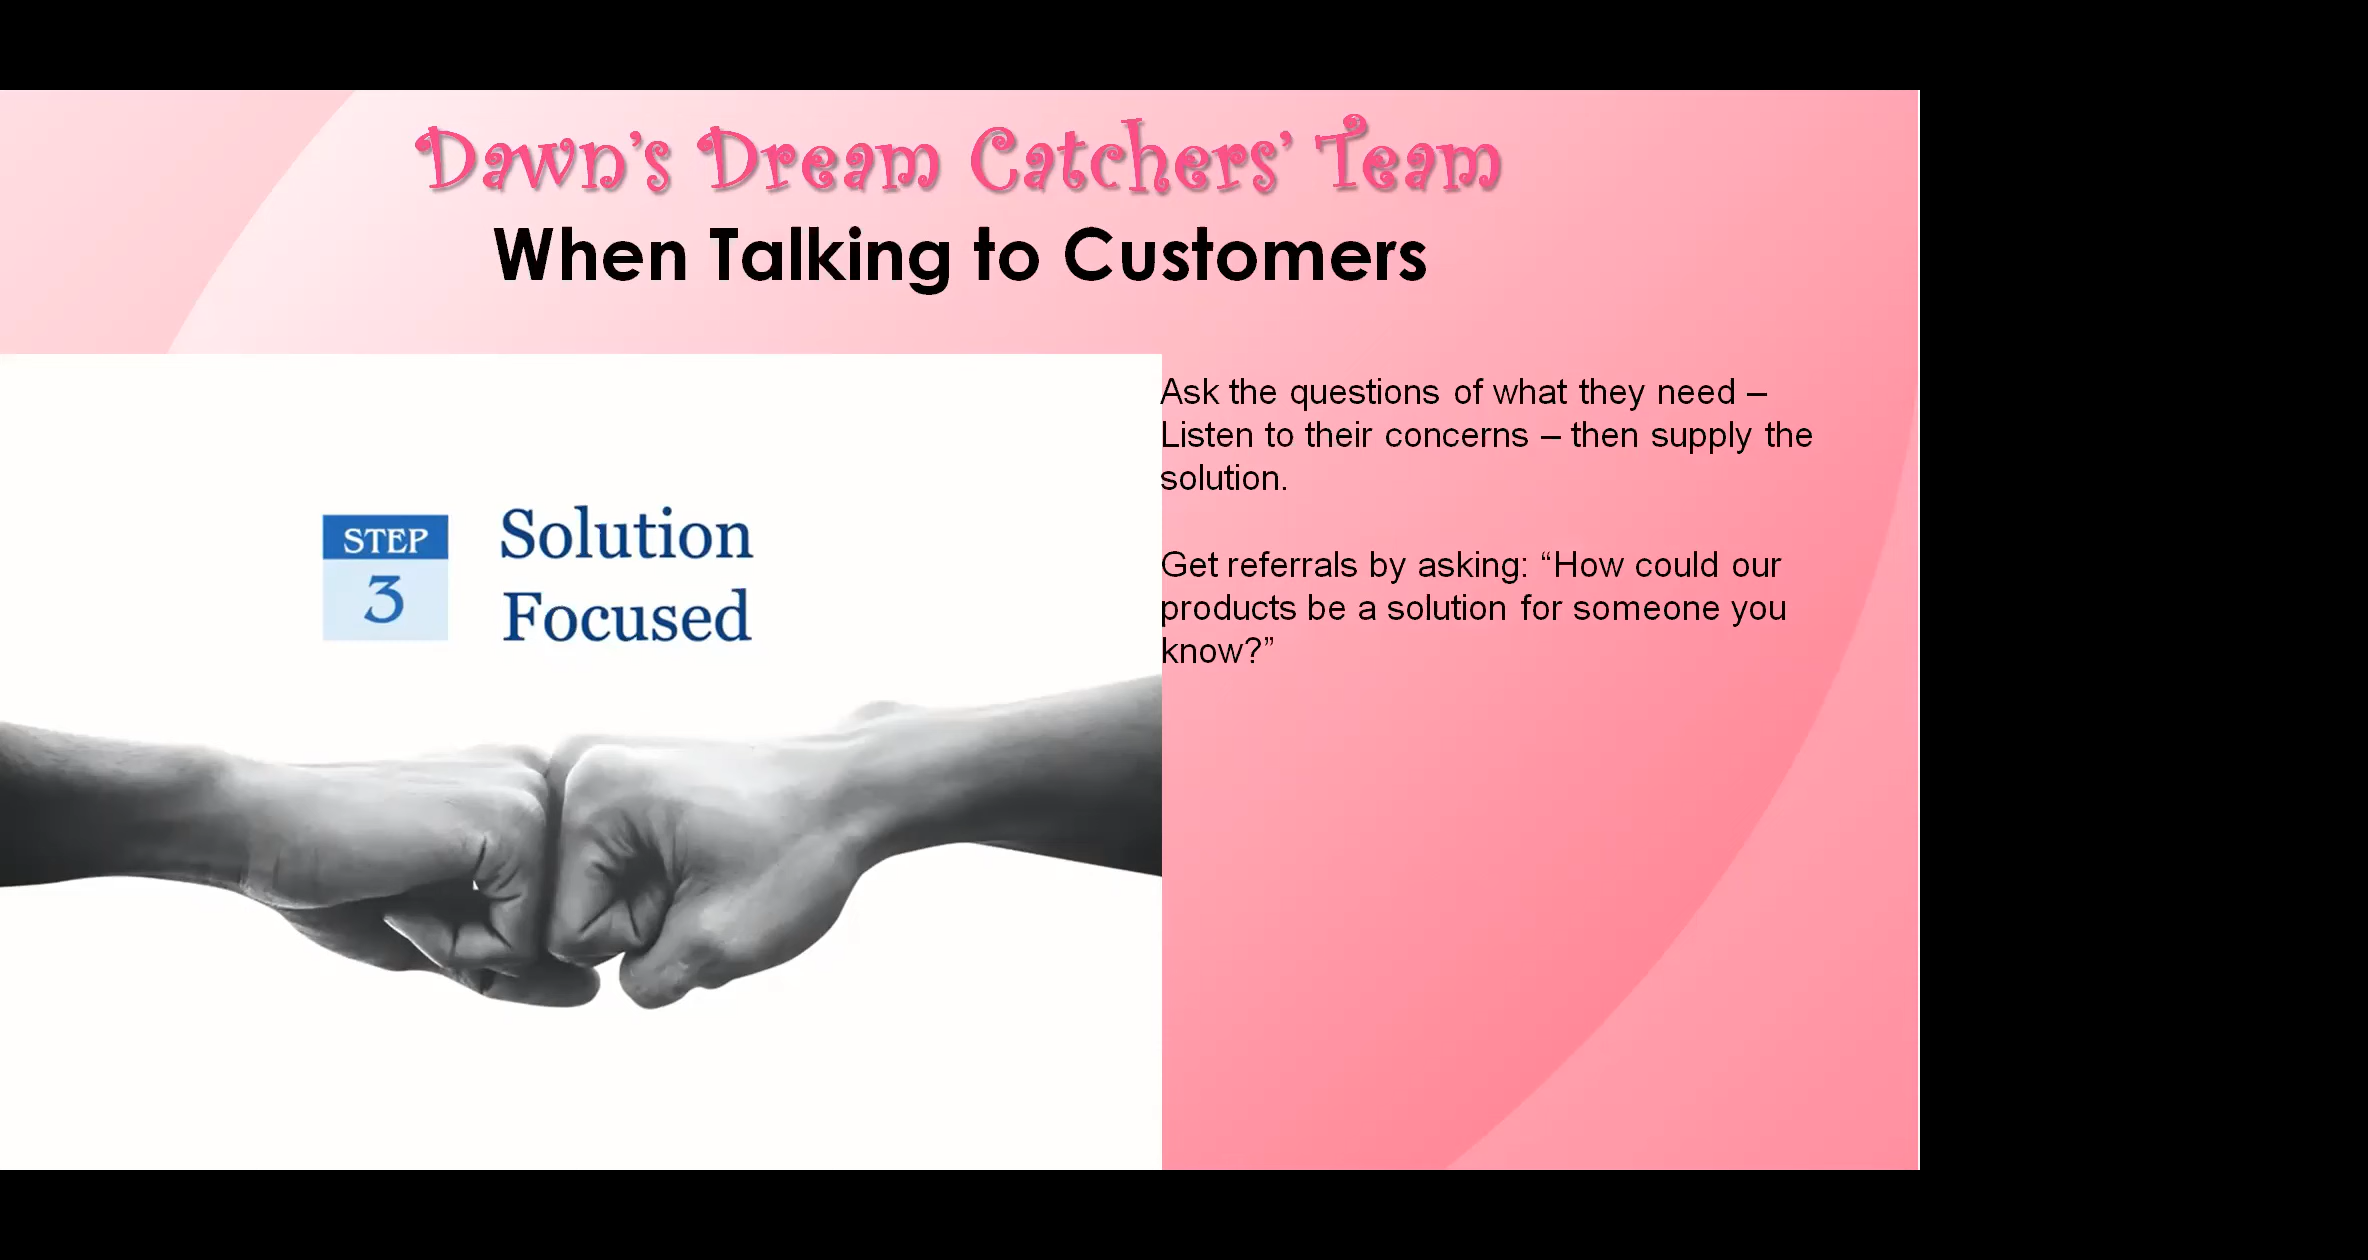 Dawn’s Dream Catchers’ Team
When Talking to Customers
STEP
3
Solution
Focused
Ask the questions of what they need –
Listen to their concerns – then supply the
solution.
Get referrals by asking: “How could our
products be a solution for someone you
know?”